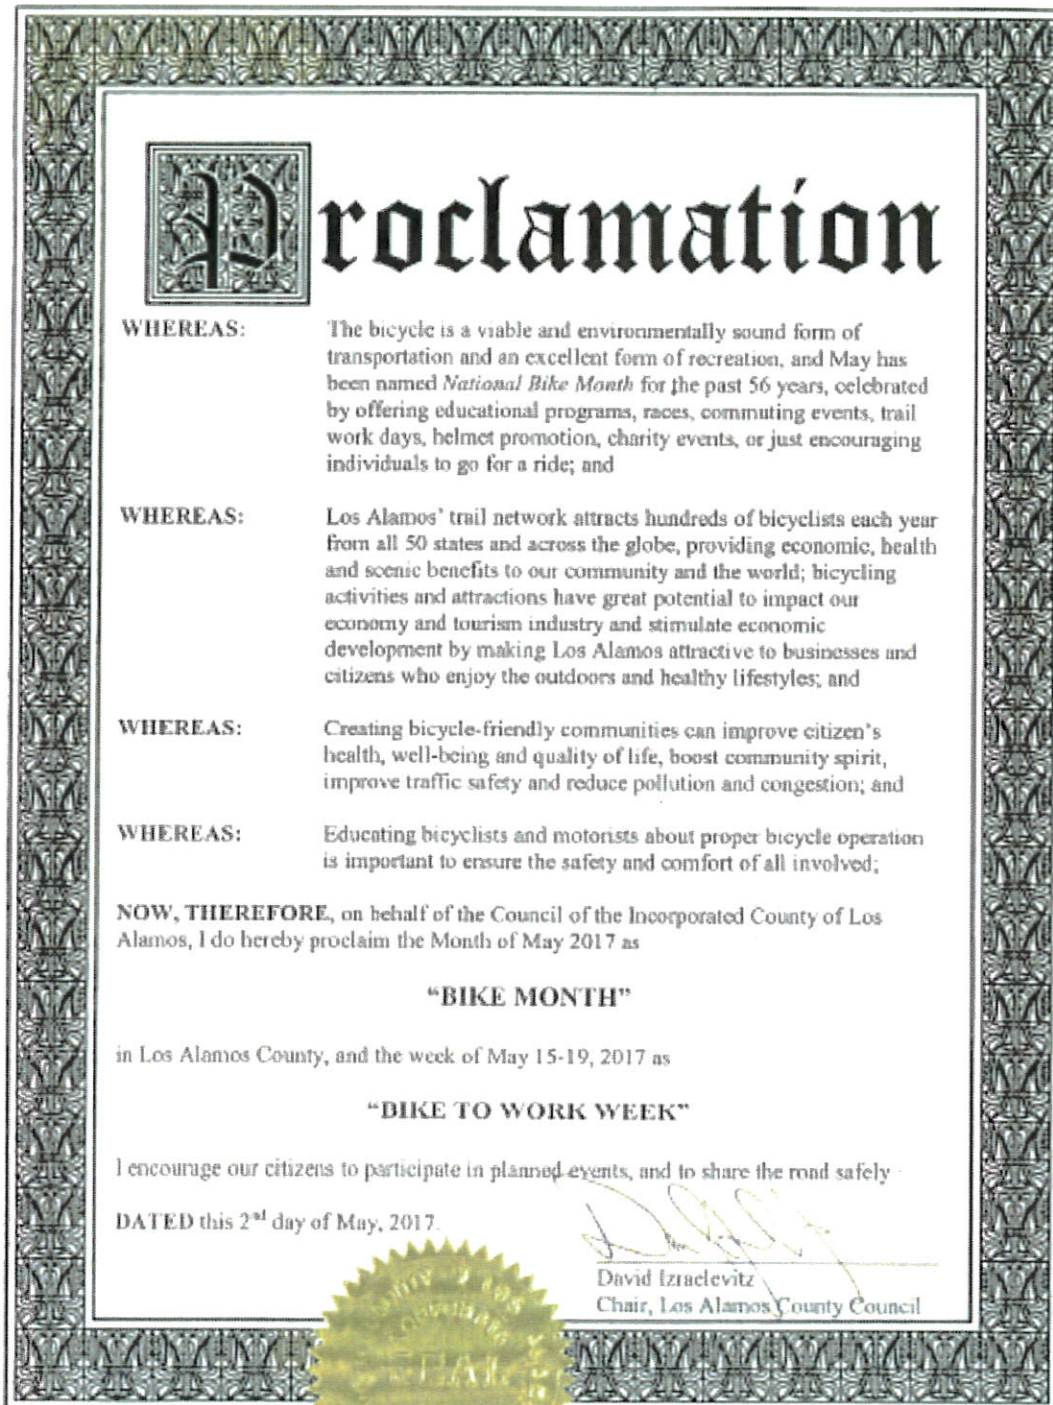 Proclamation
WHEREAS: The bicycle is a viable and environmentally sound form of
transportation and an excellent form of recreation, and May has
been named National Bike Month for the past 56 years, celebrated
by offering educational programs, races, commuting events, trail
work days, helmet promotion, charity events, or just encouraging
individuals to go for a ride; and
WHEREAS: Los Alamos’ trail network attracts hundreds of bicyclists each year
from all 50 states and across the globe, providing economic, health
and scenic benefits to our community and the world; bicycling
activities and attractions have great potential to impact our
economy and tourism industry and stimulate economic
development by making Los Alamos attractive to businesses and
citizens who enjoy the outdoors and healthy lifestyles; and
WHEREAS: Creating bicycle-friendly communities can improve citizen’s
health, well-being and quality of life, boost community spirit,
improve traffic safety and reduce pollution and congestion; and
WHEREAS: Educating bicyclists and motorists about proper bicycle operation
is important to ensure the safety and comfort of all involved;
NOW, THEREFORE, on behalf of the Council of the Incorporated County of Los
Alamos, I do hereby proclaim the Month of May 2017 as
“BIKE MONTH”
in Los Alamos County, and the week of May 15-19, 2017 as
“BIKE TO WORK WEEK”
I encourage our citizens to participate in planned events, and to share the road safely
DATED this 2nd day of May, 2017.
David Izraelevitz
Chair, Los Alamos County Council
SEAL